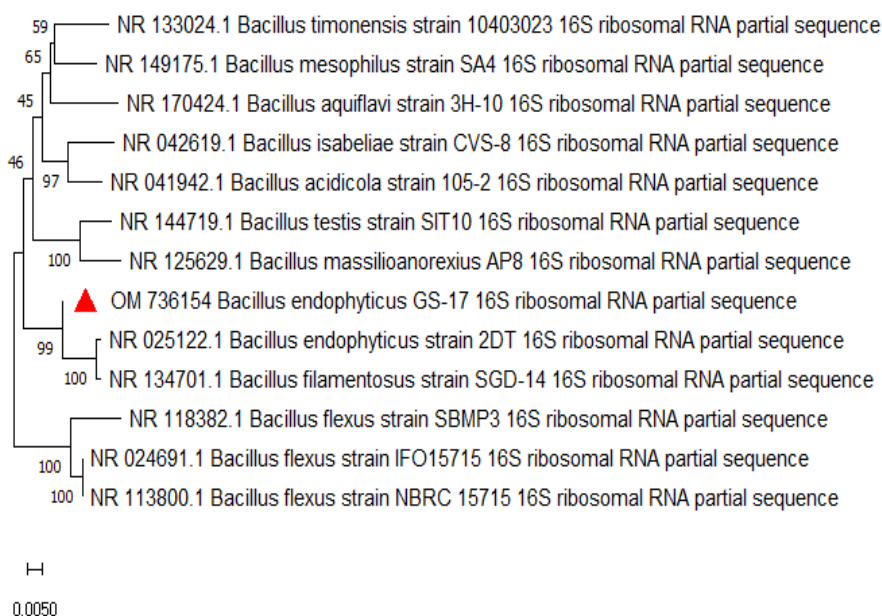 59
NR 133024.1 Bacillus timonensis strain 10403023 16S ribosomal RNA partial sequence
65
NR 149175.1 Bacillus mesophilus strain SA4 16S ribosomal RNA partial sequence
45
NR 170424.1 Bacillus aquiflavi strain 3H-10 16S ribosomal RNA partial sequence
NR 042619.1 Bacillus isabeliae strain CVS-8 16S ribosomal RNA partial sequence
46
97
NR 041942.1 Bacillus acidicola strain 105-2 16S ribosomal RNA partial sequence
NR 144719.1 Bacillus testis strain SIT10 16S ribosomal RNA partial sequence
100
NR 125629.1 Bacillus massilioanorexius AP8 16S ribosomal RNA partial sequence
OM 736154 Bacillus endophyticus GS-17 16S ribosomal RNA partial sequence
99
NR 025122.1 Bacillus endophyticus strain 2DT 16S ribosomal RNA partial sequence
100
NR 134701.1 Bacillus filamentosus strain SGD-14 16S ribosomal RNA partial sequence
NR 118382.1 Bacillus flexus strain SBMP3 16S ribosomal RNA partial sequence
100
NR 024691.1 Bacillus flexus strain IFO15715 16S ribosomal RNA partial sequence
100
NR 113800.1 Bacillus flexus strain NBRC 15715 16S ribosomal RNA partial sequence
0.0050